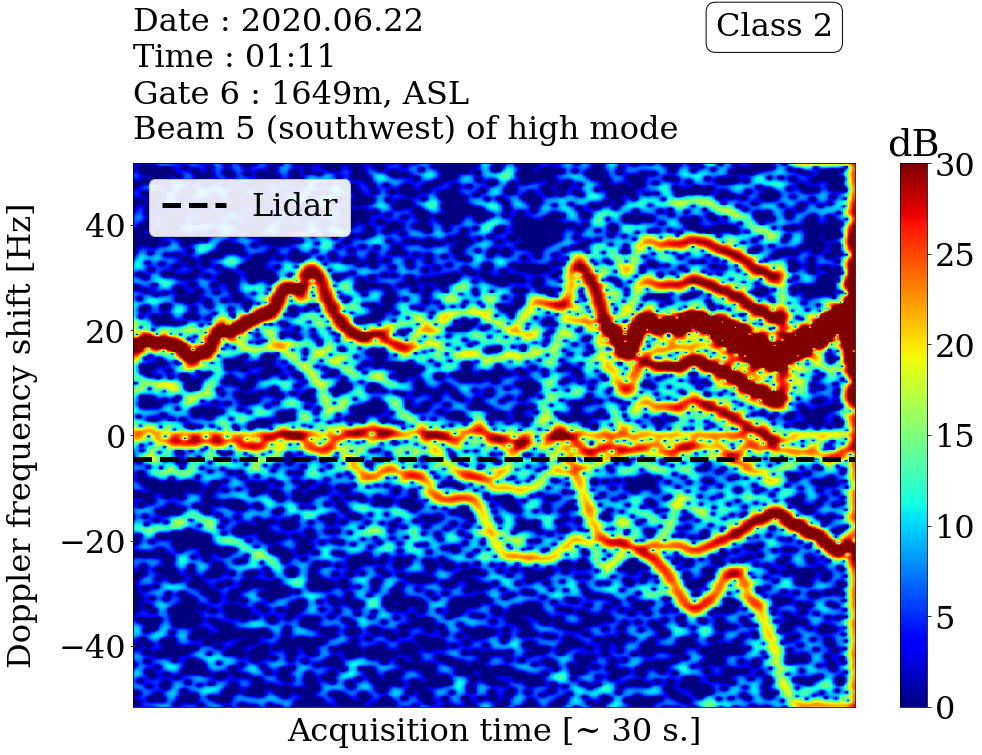 Date : 2020.06.22
Class 2
Time : 01:11
Gate 6 : 1649m, ASL
Beam 5 (southwest) of high mode
dB
Lidar
Doppler frequency shift [Hz]
40
20
0
−20
−40
30
25
20
15
10
5
0
Acquisition time [~ 30 s.]